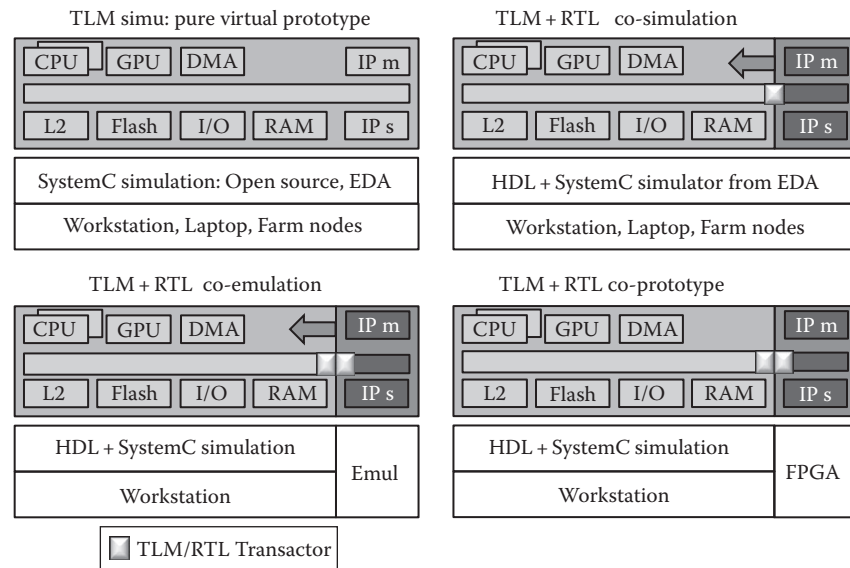 TLM simu: pure virtual prototype
CPU GPU DMA IP m
L2 Flash I/O RAM IP s
SystemC simulation: Open source, EDA
Workstation, Laptop, Farm nodes
TLM + RTL co-simulation
CPU GPU DMA IP m
L2 Flash I/O RAM IP s
HDL + SystemC simulator from EDA
Workstation, Laptop, Farm nodes
TLM + RTL co-emulation
CPU GPU DMA IP m
L2 Flash I/O RAM IP s
HDL + SystemC simulation
Emul
Workstation
TLM + RTL co-prototype
CPU GPU DMA IP m
L2 Flash I/O RAM IP s
HDL + SystemC simulation
FPGA
Workstation
TLM/RTL Transactor